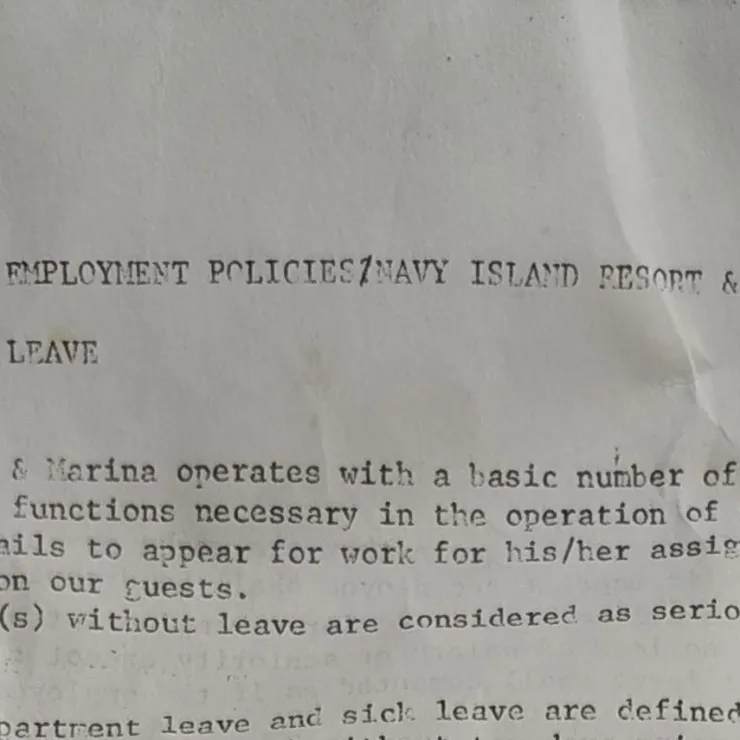 EMPLOYMENT POLICIES/NAVY ISLAND RESORT &
LEAVE
& Marina operates with a basic number of
functions necessary in the operation of
ails to appear for work for his/her assig
on our guests.
(s) without leave are considered as serio
partment leave and sick leave are defined